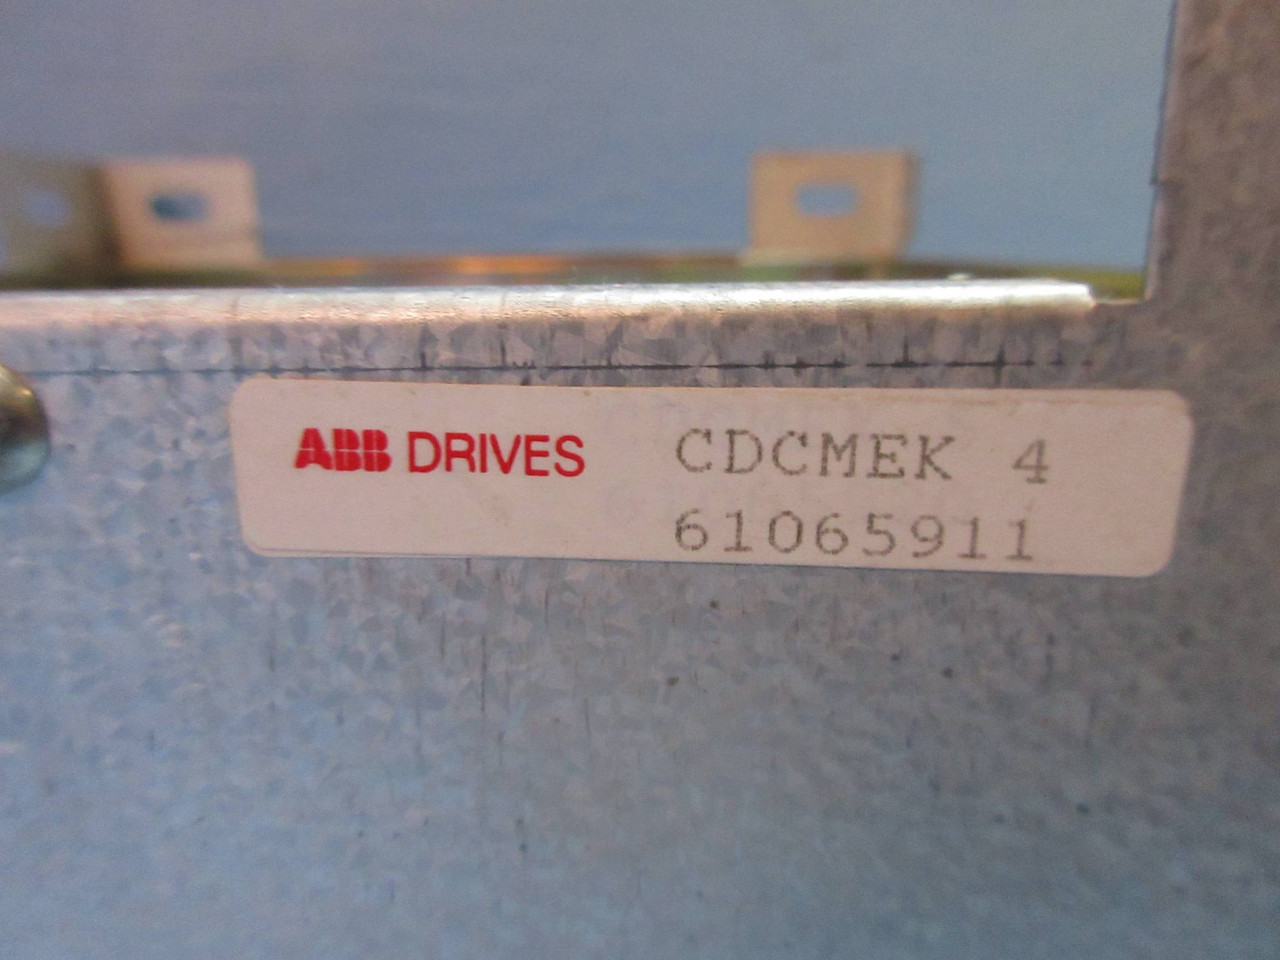 ABB DRIVES CDCMEK 4
61065911